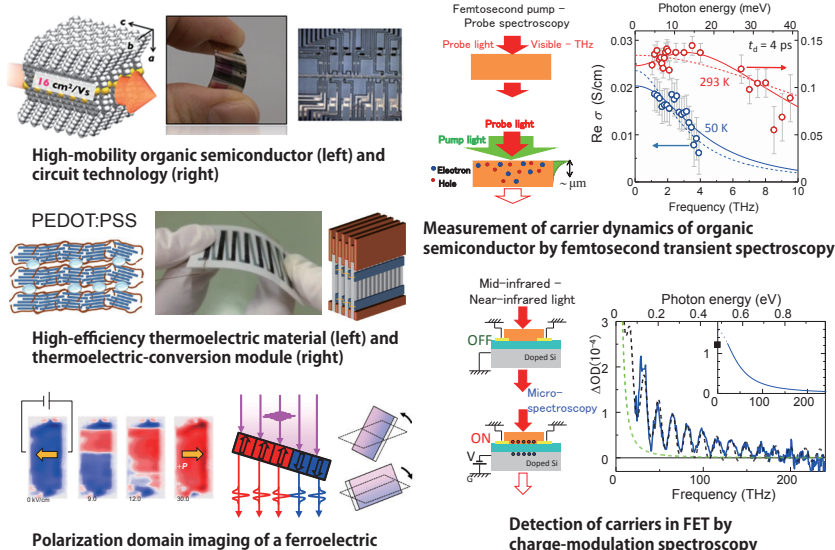 c
b
a
16 cm²/Vs
High-mobility organic semiconductor (left) and
circuit technology (right)
PEDOT:PSS
High-efficiency thermoelectric material (left) and
thermoelectric-conversion module (right)
0 kV/cm
9.0
12.0
+P
30.0
Polarization domain imaging of a ferroelectric
Femtosecond pump –
Probe spectroscopy
Probe light
Visible – THz
Probe light
Pump light
Electron
Hole
~ μm
Photon energy (meV)
0 10 20 30 40
t_d = 4 ps
293 K
50 K
Re σ (S/cm)
0.03
0.02
0.01
0
0.15
0.1
0.05
0
0 2 4 6 8 10
Frequency (THz)
Measurement of carrier dynamics of organic
semiconductor by femtosecond transient spectroscopy
Mid-infrared –
Near-infrared light
OFF
Doped Si
Micro-
spectroscopy
ON
V
G
Doped Si
Photon energy (eV)
0 0.2 0.4 0.6 0.8
ΔOD(10⁻⁴)
3
2
1
0
1
0
0 100 200
100 200
Frequency (THz)
Detection of carriers in FET by
charge-modulation spectroscopy